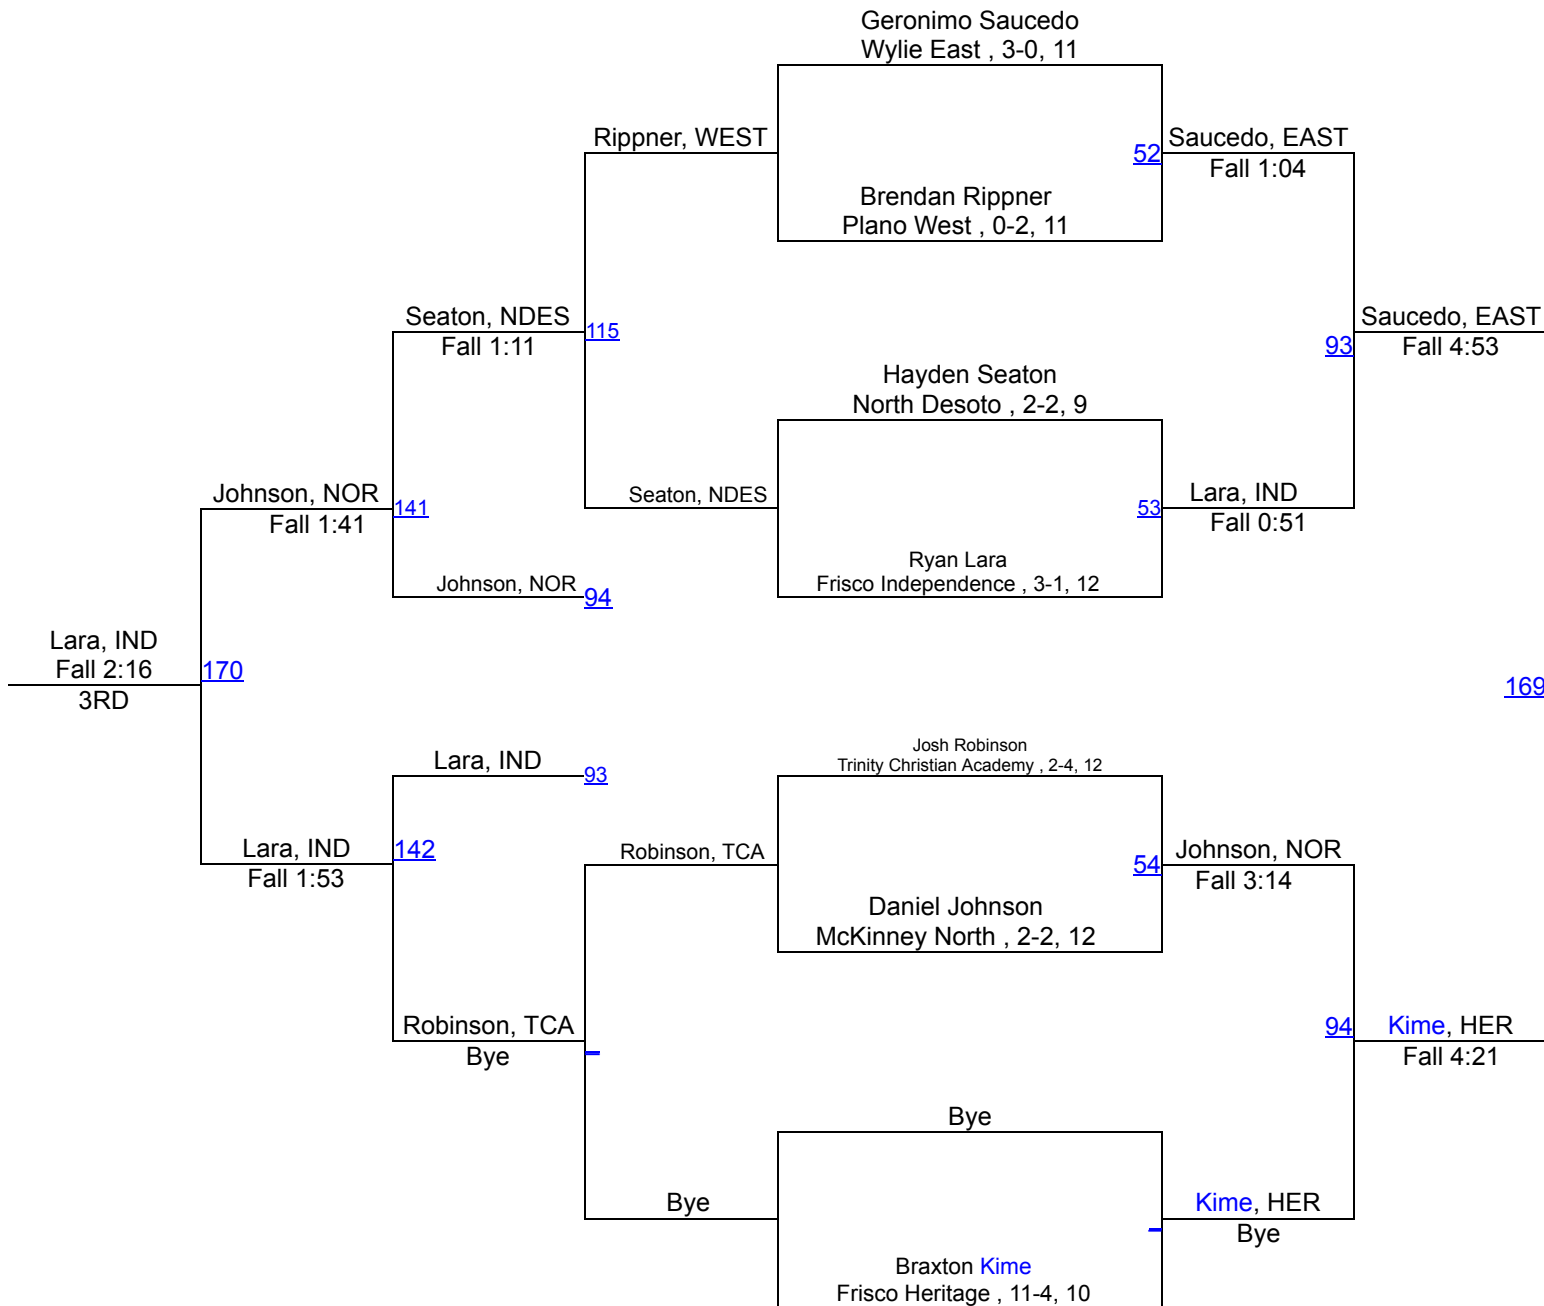 Geronimo Saucedo
Wylie East , 3-0, 11
Rippner, WEST
52
Saucedo, EAST
Fall 1:04
Brendan Rippner
Plano West , 0-2, 11
Seaton, NDES
Fall 1:11
115
Saucedo, EAST
Fall 4:53
93
Hayden Seaton
North Desoto , 2-2, 9
Johnson, NOR
Fall 1:41
141
Seaton, NDES
53
Lara, IND
Fall 0:51
Ryan Lara
Frisco Independence , 3-1, 12
Johnson, NOR
94
Lara, IND
Fall 2:16
3RD
170
169
Lara, IND
93
Josh Robinson
Trinity Christian Academy , 2-4, 12
Lara, IND
Fall 1:53
142
Robinson, TCA
54
Johnson, NOR
Fall 3:14
Daniel Johnson
McKinney North , 2-2, 12
Robinson, TCA
Bye
94
Kime, HER
Fall 4:21
Bye
Bye
Kime, HER
Bye
Braxton Kime
Frisco Heritage , 11-4, 10